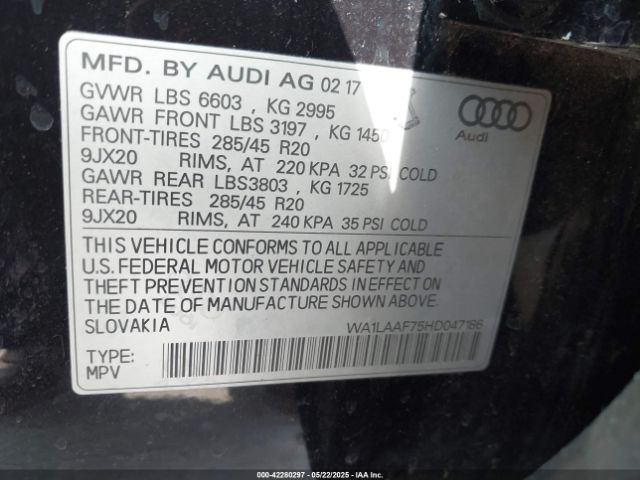 MFD. BY AUDI AG 02 17
GVWR LBS 6603 , KG 2995
GAWR FRONT LBS 3197 , KG 1450
FRONT-TIRES 285/45 R20
9JX20 RIMS, AT 220 KPA 32 PSI COLD
GAWR REAR LBS3803 , KG 1725
REAR-TIRES 285/45 R20
9JX20 RIMS, AT 240 KPA 35 PSI COLD
Audi
THIS VEHICLE CONFORMS TO ALL APPLICABLE
U.S. FEDERAL MOTOR VEHICLE SAFETY AND
THEFT PREVENTION STANDARDS IN EFFECT ON
THE DATE OF MANUFACTURE SHOWN ABOVE.
SLOVAKIA WA1LAAF75HD047186
TYPE:
MPV
000-42280297 - 05/22/2025 - IAAI.COM